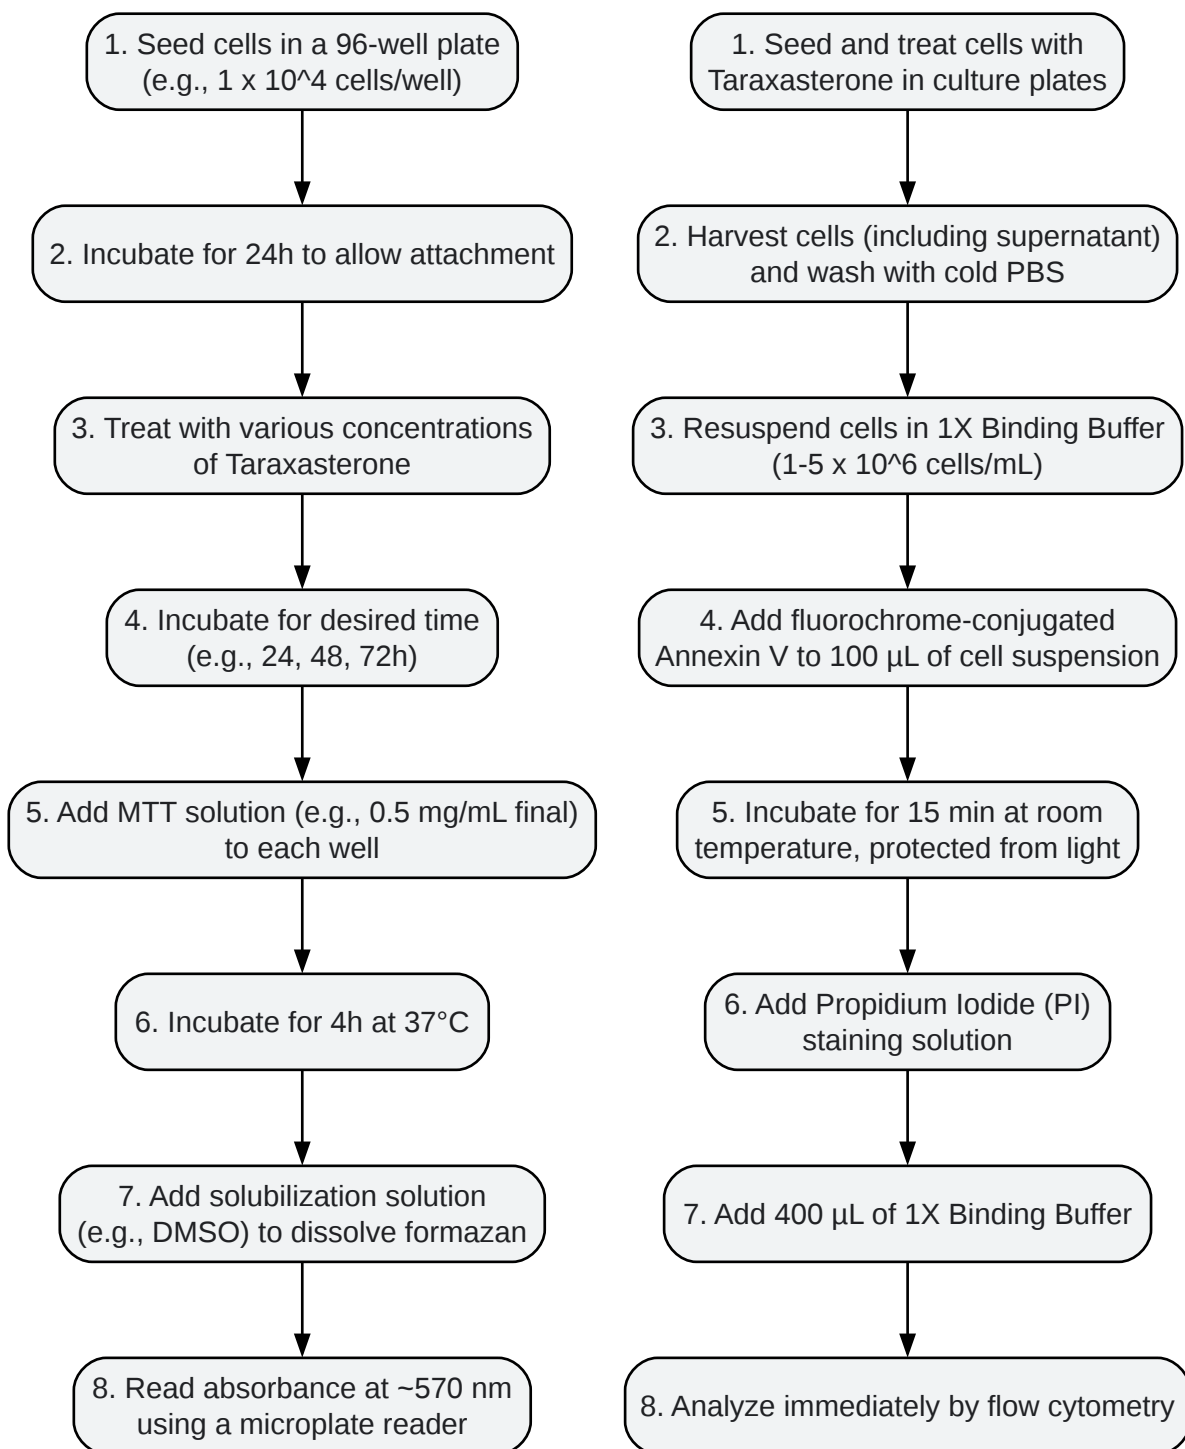 1. Seed cells in a 96-well plate
(e.g., 1 x 10^4 cells/well)
2. Incubate for 24h to allow attachment
3. Treat with various concentrations
of Taraxasterone
4. Incubate for desired time
(e.g., 24, 48, 72h)
5. Add MTT solution (e.g., 0.5 mg/mL final)
to each well
6. Incubate for 4h at 37°C
7. Add solubilization solution
(e.g., DMSO) to dissolve formazan
8. Read absorbance at ~570 nm
using a microplate reader
1. Seed and treat cells with
Taraxasterone in culture plates
2. Harvest cells (including supernatant)
and wash with cold PBS
3. Resuspend cells in 1X Binding Buffer
(1-5 x 10^6 cells/mL)
4. Add fluorochrome-conjugated
Annexin V to 100 µL of cell suspension
5. Incubate for 15 min at room
temperature, protected from light
6. Add Propidium Iodide (PI)
staining solution
7. Add 400 µL of 1X Binding Buffer
8. Analyze immediately by flow cytometry